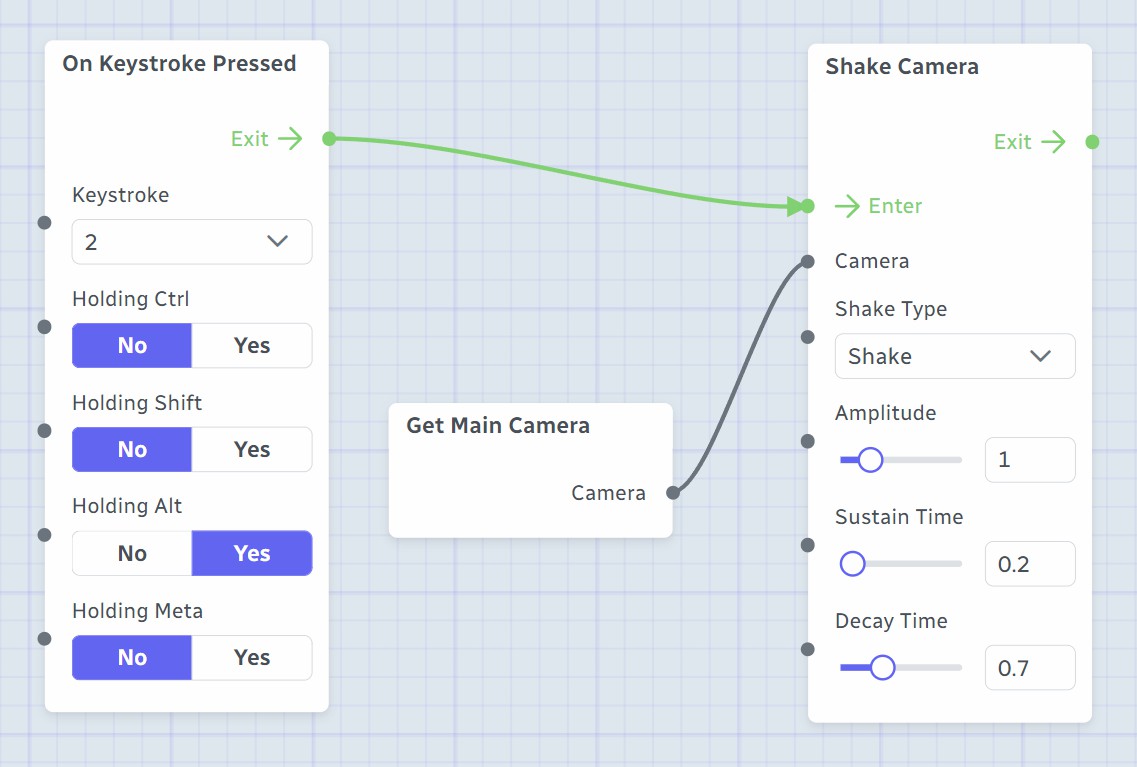 On Keystroke Pressed
Exit
Keystroke
2
Holding Ctrl
No Yes
Holding Shift
No Yes
Holding Alt
No Yes
Holding Meta
No Yes
Get Main Camera
Camera
Shake Camera
Exit
Enter
Camera
Shake Type
Shake
Amplitude
1
Sustain Time
0.2
Decay Time
0.7